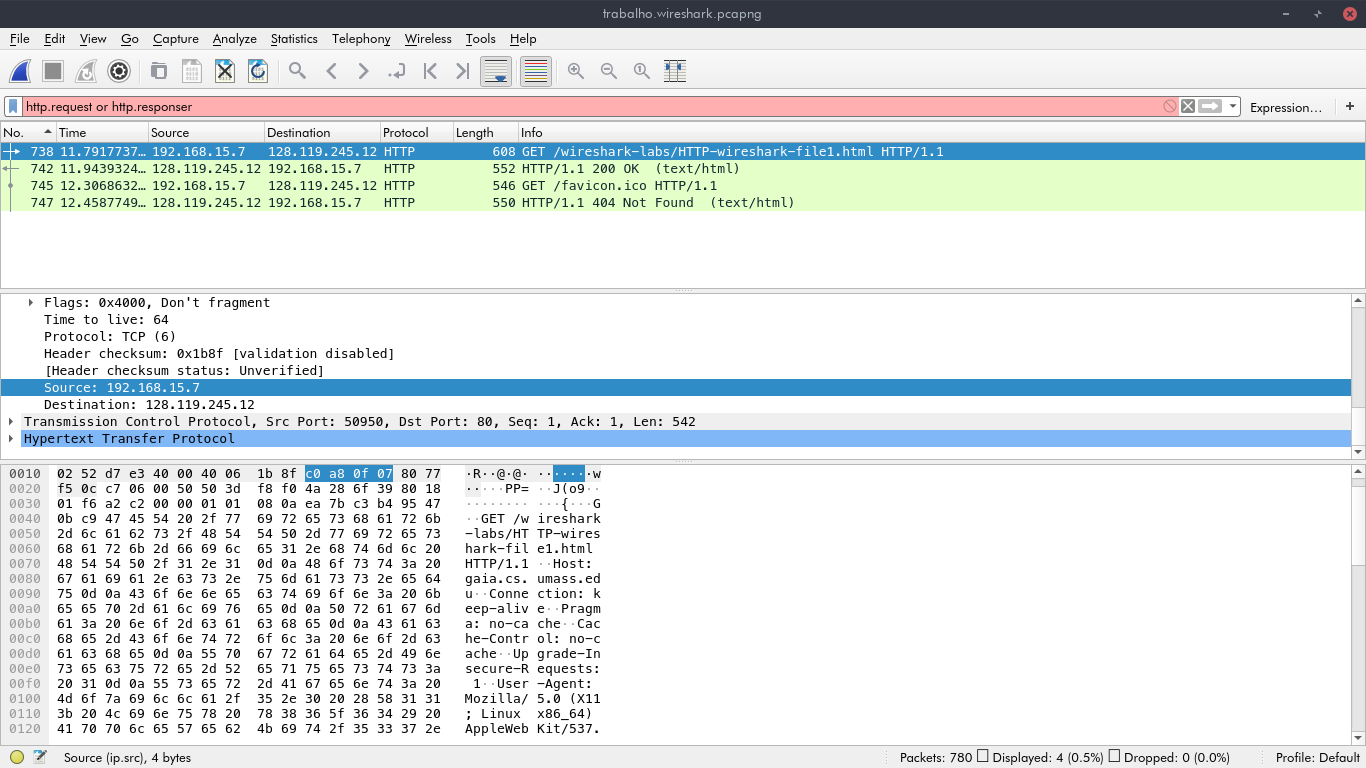 trabalho.wireshark.pcapng
File Edit View Go Capture Analyze Statistics Telephony Wireless Tools Help
http.request or http.responser Expression… +
No. Time Source Destination Protocol Length Info
738 11.7917737… 192.168.15.7 128.119.245.12 HTTP 608 GET /wireshark-labs/HTTP-wireshark-file1.html HTTP/1.1
742 11.9439324… 128.119.245.12 192.168.15.7 HTTP 552 HTTP/1.1 200 OK (text/html)
745 12.3068632… 192.168.15.7 128.119.245.12 HTTP 546 GET /favicon.ico HTTP/1.1
747 12.4587749… 128.119.245.12 192.168.15.7 HTTP 550 HTTP/1.1 404 Not Found (text/html)
Flags: 0x4000, Don't fragment
Time to live: 64
Protocol: TCP (6)
Header checksum: 0x1b8f [validation disabled]
[Header checksum status: Unverified]
Source: 192.168.15.7
Destination: 128.119.245.12
Transmission Control Protocol, Src Port: 50950, Dst Port: 80, Seq: 1, Ack: 1, Len: 542
Hypertext Transfer Protocol
0010 02 52 d7 e3 40 00 40 06 1b 8f c0 a8 0f 07 80 77 ·R··@·@· ·······w
0020 f5 0c c7 06 00 50 50 3d f8 f0 4a 28 6f 39 80 18 ·····PP= ··J(o9··
0030 01 f6 a2 c2 00 00 01 01 08 0a ea 7b c3 b4 95 47 ········ ···{···G
0040 0b c9 47 45 54 20 2f 77 69 72 65 73 68 61 72 6b ··GET /w ireshark
0050 2d 6c 61 62 73 2f 48 54 54 50 2d 77 69 72 65 73 -labs/HT TP-wires
0060 68 61 72 6b 2d 66 69 6c 65 31 2e 68 74 6d 6c 20 hark-fil e1.html
0070 48 54 54 50 2f 31 2e 31 0d 0a 48 6f 73 74 3a 20 HTTP/1.1 ··Host:
0080 67 61 69 61 2e 63 73 2e 75 6d 61 73 73 2e 65 64 gaia.cs. umass.ed
0090 75 0d 0a 43 6f 6e 6e 65 63 74 69 6f 6e 3a 20 6b u··Conne ction: k
00a0 65 65 70 2d 61 6c 69 76 65 0d 0a 50 72 61 67 6d eep-aliv e··Pragm
00b0 61 3a 20 6e 6f 2d 63 61 63 68 65 0d 0a 43 61 63 a: no-ca che··Cac
00c0 68 65 2d 43 6f 6e 74 72 6f 6c 3a 20 6e 6f 2d 63 he-Contr ol: no-c
00d0 61 63 68 65 0d 0a 55 70 67 72 61 64 65 2d 49 6e ache··Up grade-In
00e0 73 65 63 75 72 65 2d 52 65 71 75 65 73 74 73 3a secure-R equests:
00f0 20 31 0d 0a 55 73 65 72 2d 41 67 65 6e 74 3a 20 1··User -Agent:
0100 4d 6f 7a 69 6c 6c 61 2f 35 2e 30 20 28 58 31 31 Mozilla/ 5.0 (X11
0110 3b 20 4c 69 6e 75 78 20 78 38 36 5f 36 34 29 20 ; Linux x86_64)
0120 41 70 70 6c 65 57 65 62 4b 69 74 2f 35 33 37 2e AppleWeb Kit/537.
Source (ip.src), 4 bytes Packets: 780 Displayed: 4 (0.5%) Dropped: 0 (0.0%) Profile: Default